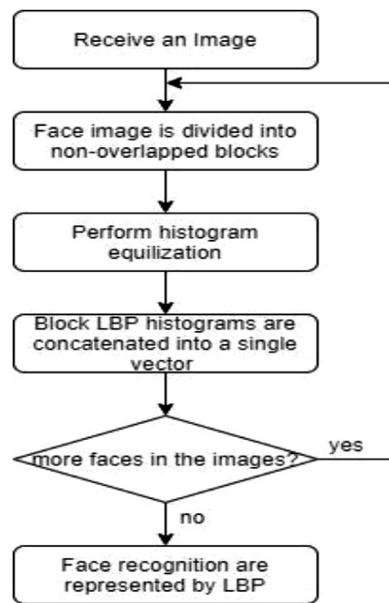 Receive an Image
Face image is divided into
non-overlapped blocks
Perform histogram
equilization
Block LBP histograms are
concatenated into a single
vector
more faces in the images?
yes
no
Face recognition are
represented by LBP